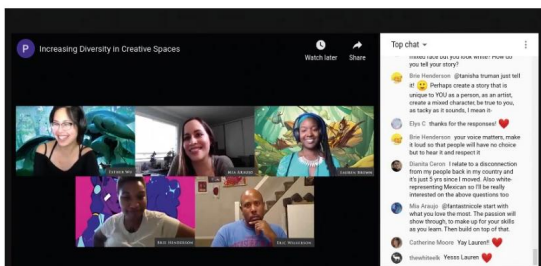 P Increasing Diversity in Creative Spaces
Watch later
Share
BRIE HENDERSON
ERIC WILKERSON
Top chat
mixed race but you look white? How do
you tell your story?
Brie Henderson @tanisha truman just tell
it! Perhaps create a story that is
unique to YOU as a person, as an artist,
create a mixed character, be true to you,
as tacky as it sounds, I mean it-
Elys C thanks for the responses!
Brie Henderson your voice matters, make
it loud so that people will have no choice
but to hear it and respect it
Dianita Ceron I relate to a disconnection
from my people back in my country and
it's just 5 yrs since I moved. Also white-
representing Mexican so I'll be really
interested on the above questions too
Mia Araujo @fantastnicole start with
what you love the most. The passion will
show through, to make up for your skills
as you learn. Then build on top of that.
Catherine Moore Yay Lauren!!
thewhiteelk Yesss Lauren